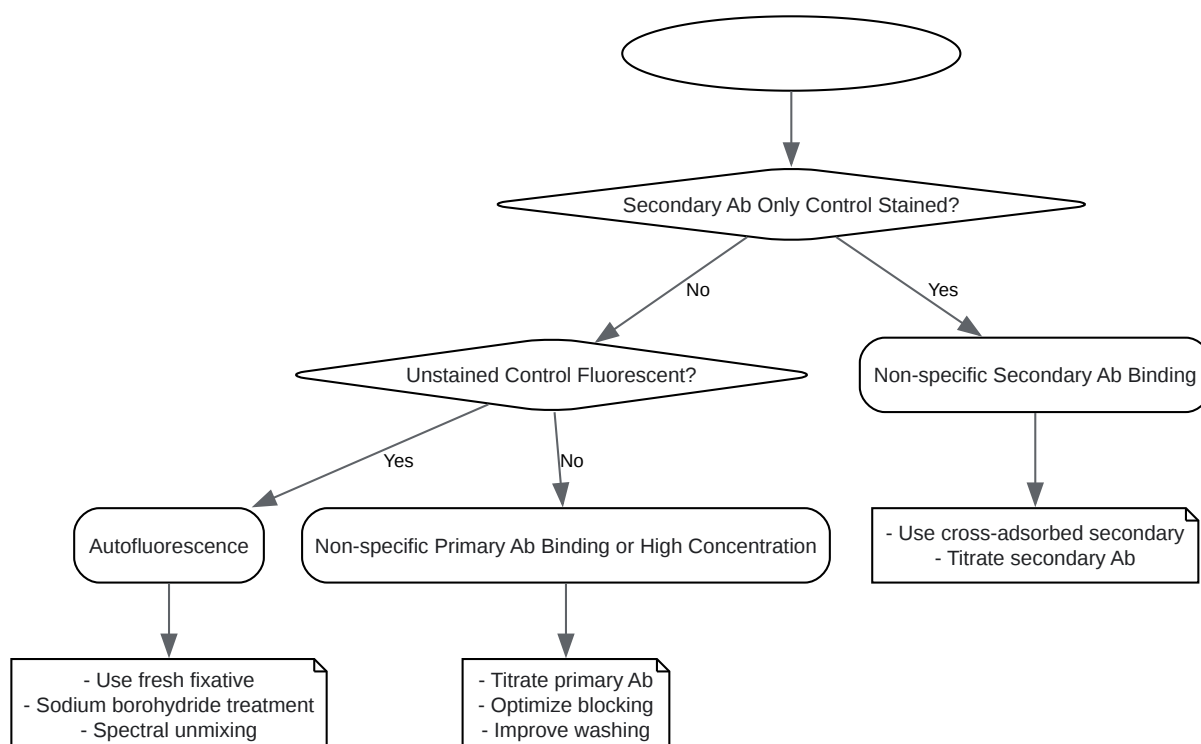 Secondary Ab Only Control Stained?
No
Yes
Unstained Control Fluorescent?
Non-specific Secondary Ab Binding
Yes
No
Autofluorescence
Non-specific Primary Ab Binding or High Concentration
- Use cross-adsorbed secondary
- Titrate secondary Ab
- Use fresh fixative
- Sodium borohydride treatment
- Spectral unmixing
- Titrate primary Ab
- Optimize blocking
- Improve washing